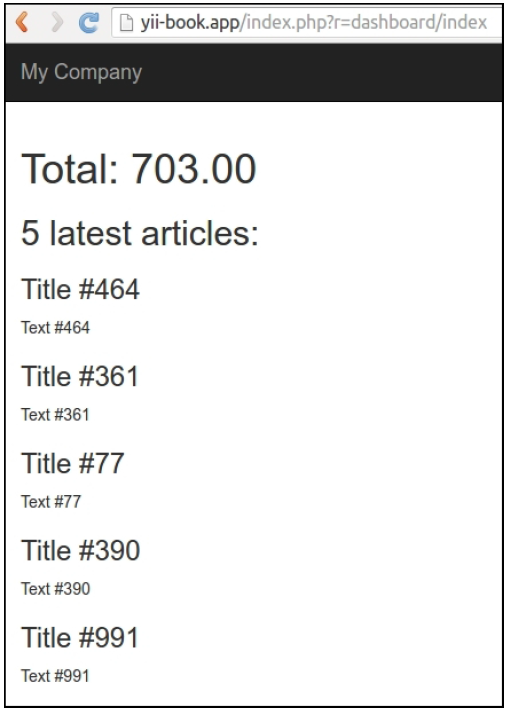 yii-book.app/index.php?r=dashboard/index
My Company
Total: 703.00
5 latest articles:
Title #464
Text #464
Title #361
Text #361
Title #77
Text #77
Title #390
Text #390
Title #991
Text #991